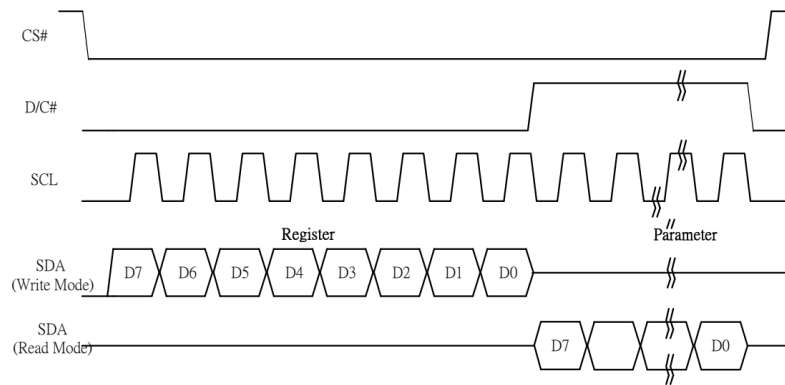 CS#
D/C#
SCL
Register
Parameter
SDA
(Write Mode)
D7
D6
D5
D4
D3
D2
D1
D0
SDA
(Read Mode)
D7
D0